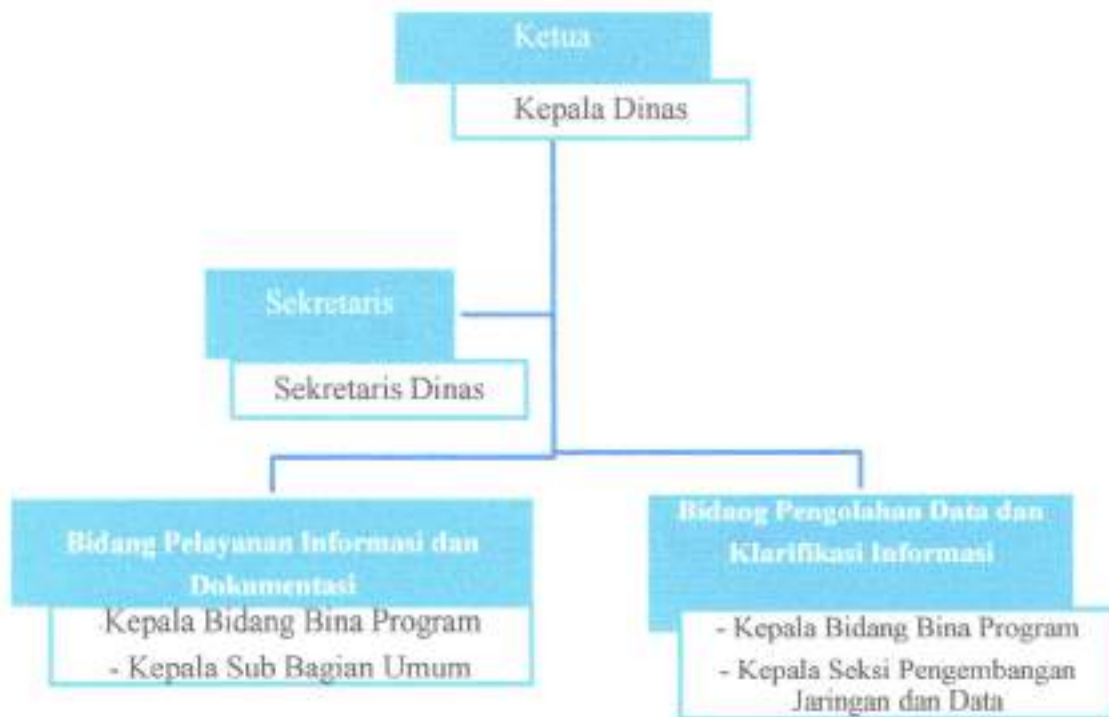 Ketua
Kepala Dinas
Sekretaris
Sekretaris Dinas
Bidang Pelayanan Informasi dan
Dokumentasi
Kepala Bidang Bina Program
- Kepala Sub Bagian Umum
Bidang Pengolahan Data dan
Klarifikasi Informasi
- Kepala Bidang Bina Program
- Kepala Seksi Pengembangan
Jaringan dan Data